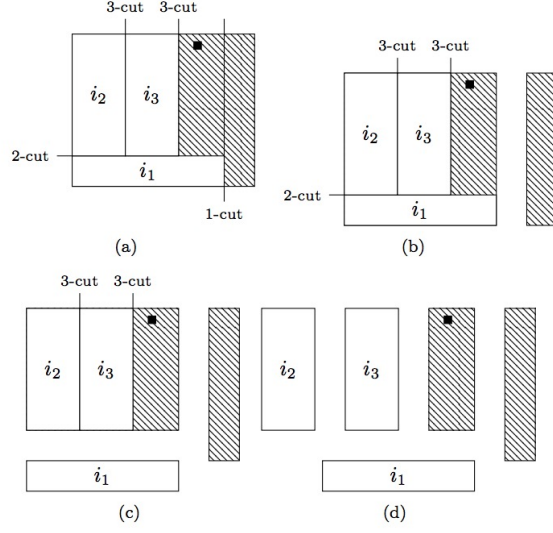 3-cut 3-cut
i₂ i₃
2-cut
i₁
1-cut
(a)
3-cut 3-cut
i₂ i₃
2-cut
i₁
(b)
3-cut 3-cut
i₂ i₃
i₁
(c)
i₂ i₃
i₁
(d)